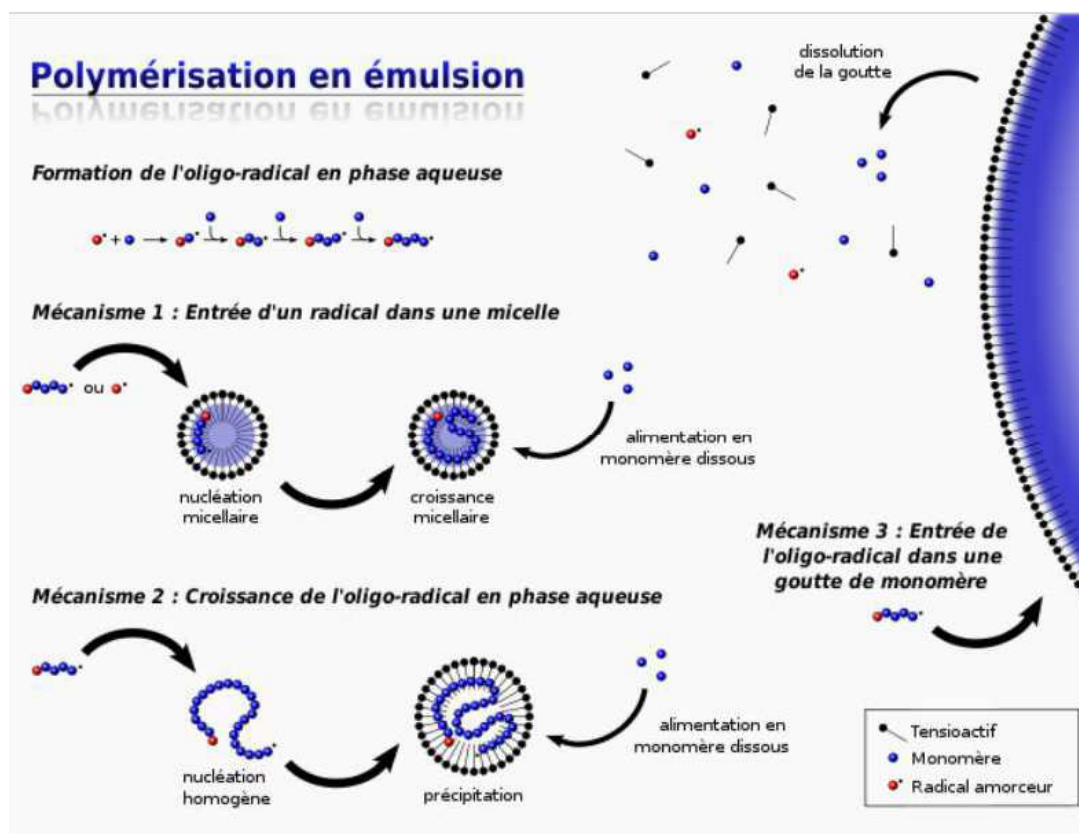 Polymérisation en émulsion
dissolution
de la goutte
Formation de l'oligo-radical en phase aqueuse
+
Mécanisme 1 : Entrée d'un radical dans une micelle
ou
nucléation
micellaire
croissance
micellaire
alimentation en
monomère dissous
Mécanisme 3 : Entrée de
l'oligo-radical dans une
goutte de monomère
Mécanisme 2 : Croissance de l'oligo-radical en phase aqueuse
nucléation
homogène
précipitation
alimentation en
monomère dissous
Tensioactif
Monomère
Radical amorceur